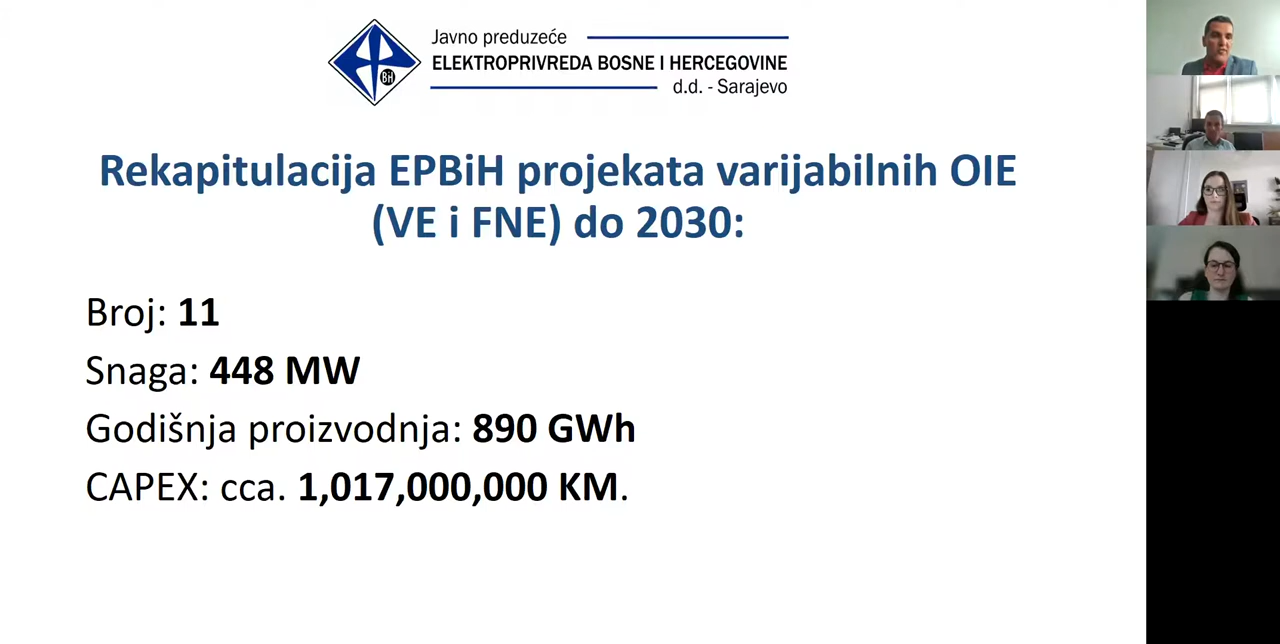 Javno preduzeće
ELEKTROPRIVREDA BOSNE I HERCEGOVINE
d.d. - Sarajevo
BiH
Rekapitulacija EPBiH projekata varijabilnih OIE
(VE i FNE) do 2030:
Broj: 11
Snaga: 448 MW
Godišnja proizvodnja: 890 GWh
CAPEX: cca. 1,017,000,000 KM.